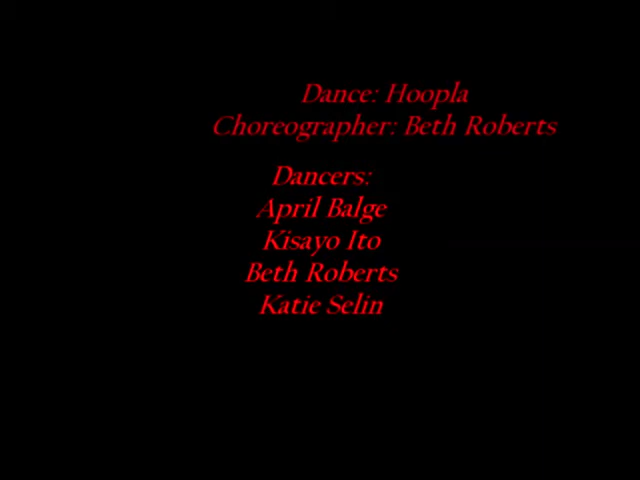 Dance: Hoopla
Choreographer: Beth Roberts
Dancers:
April Balge
Kisayo Ito
Beth Roberts
Katie Selin